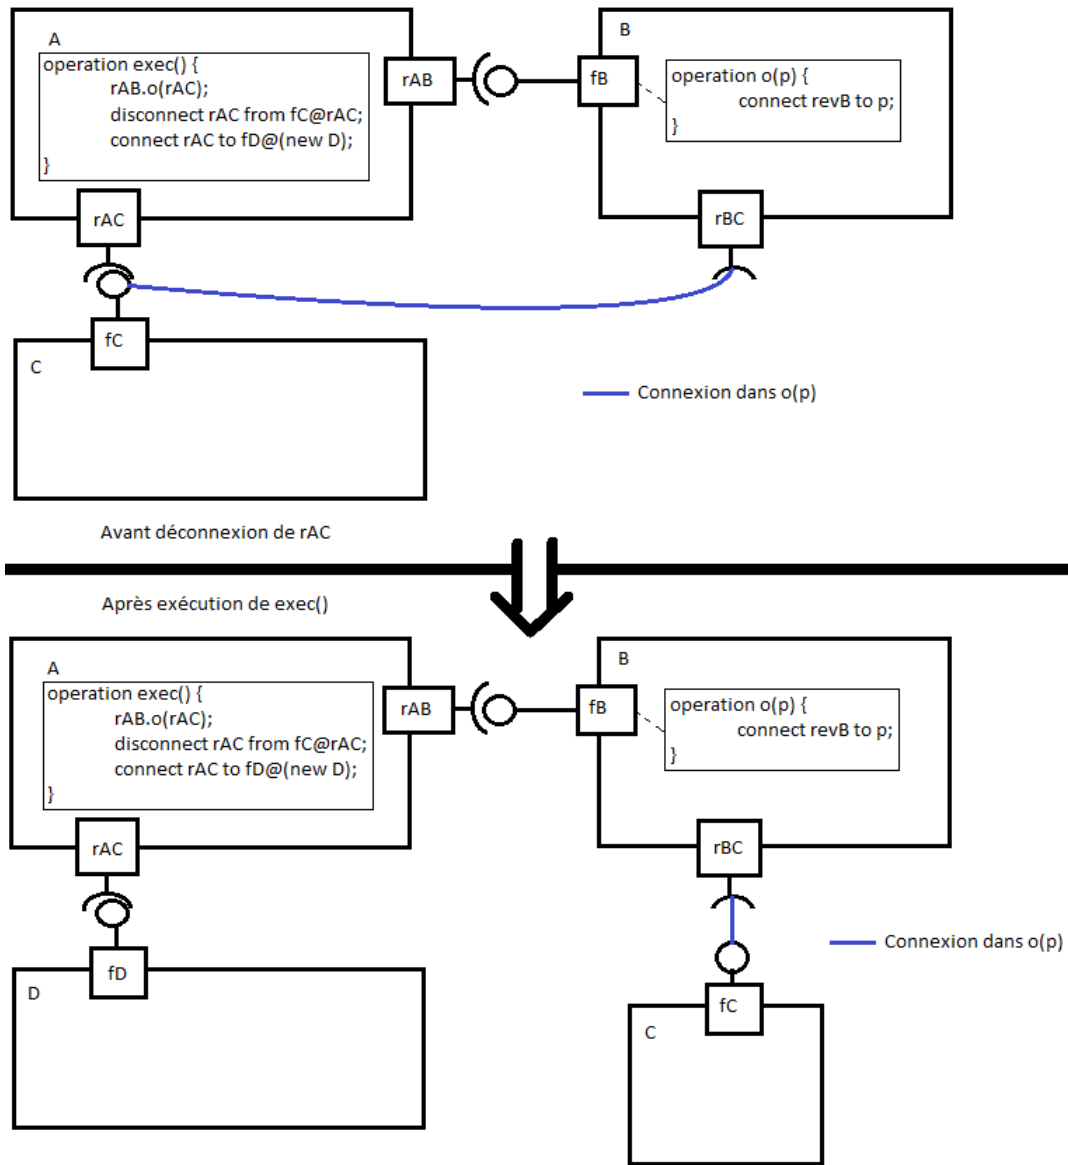 A
operation exec() {
rAB.o(rAC);
disconnect rAC from fC@rAC;
connect rAC to fD@(new D);
}
rAB
rAC
B
fB
operation o(p) {
connect revB to p;
}
rBC
fC
C
Connexion dans o(p)
Avant déconnexion de rAC
Après exécution de exec()
A
operation exec() {
rAB.o(rAC);
disconnect rAC from fC@rAC;
connect rAC to fD@(new D);
}
rAB
rAC
B
fB
operation o(p) {
connect revB to p;
}
rBC
Connexion dans o(p)
fD
D
fC
C